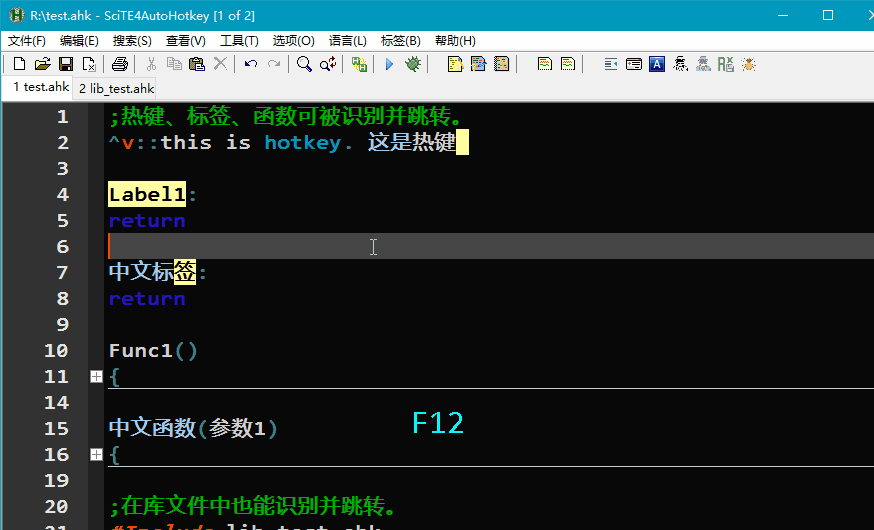 R:\test.ahk - SciTE4AutoHotkey [1 of 2]
文件(F) 编辑(E) 搜索(S) 查看(V) 工具(T) 选项(O) 语言(L) 标签(B) 帮助(H)
1 test.ahk 2 lib_test.ahk
1 ;热键、标签、函数可被识别并跳转。
2 ^v::this is hotkey. 这是热键
3
4 Label1:
5 return
6
7 中文标签:
8 return
9
10 Func1()
11 {
14
15 中文函数(参数1)
16 {
F12
19
20 ;在库文件中也能识别并跳转。
21 #Include lib_test.ahk